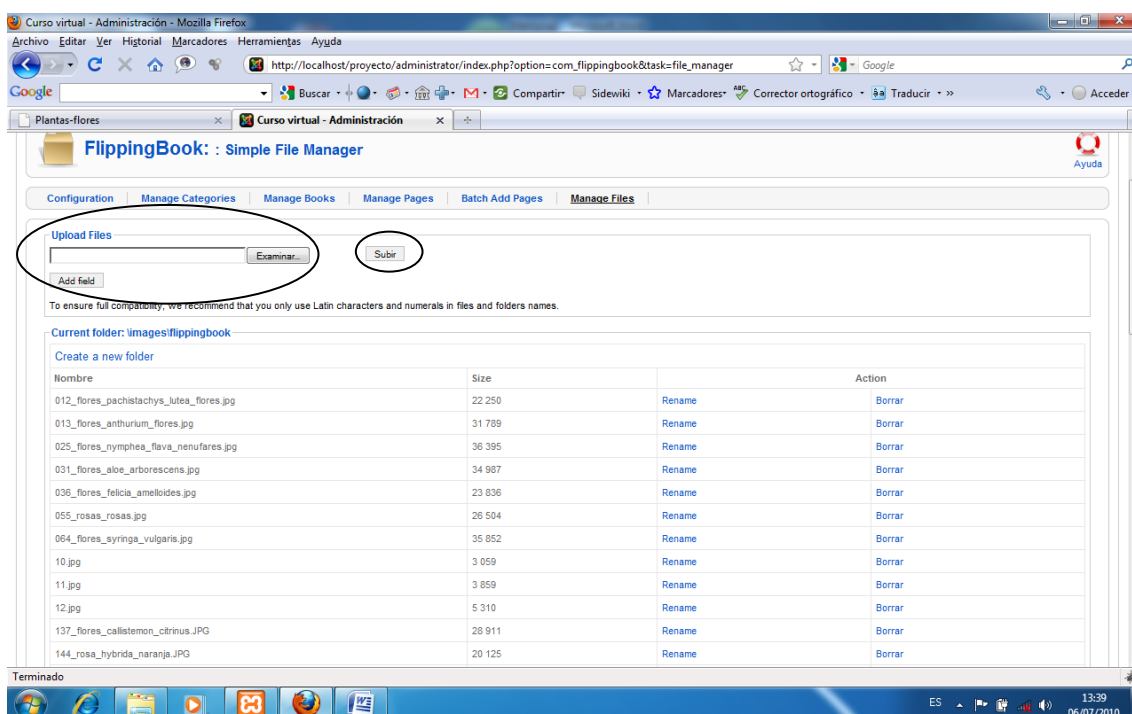 Curso virtual - Administración - Mozilla Firefox
Archivo Editar Ver Historial Marcadores Herramientas Ayuda
http://localhost/proyecto/administrator/index.php?option=com_flippingbook&task=file_manager Google
Google Buscar Compartir Sidewiki Marcadores ABC Corrector ortográfico Traducir » Acceder
Plantas-flores Curso virtual - Administración
FlippingBook: : Simple File Manager
Ayuda
Configuration Manage Categories Manage Books Manage Pages Batch Add Pages Manage Files
Upload Files
Examinar... Subir
Add field
To ensure full compatibility, we recommend that you only use Latin characters and numerals in files and folders names.
Current folder: \images\flippingbook
Create a new folder
Nombre Size Action
012_flores_pachistachys_lutea_flores.jpg 22 250 Rename Borrar
013_flores_anthurium_flores.jpg 31 789 Rename Borrar
025_flores_nymphea_flava_nenufares.jpg 36 395 Rename Borrar
031_flores_aloe_arborescens.jpg 34 987 Rename Borrar
036_flores_felicia_amelloides.jpg 23 836 Rename Borrar
055_rosas_rosas.jpg 26 504 Rename Borrar
064_flores_syringa_vulgaris.jpg 35 852 Rename Borrar
10.jpg 3 059 Rename Borrar
11.jpg 3 859 Rename Borrar
12.jpg 5 310 Rename Borrar
137_flores_callistemon_citrinus.JPG 28 911 Rename Borrar
144_rosa_hybrida_naranja.JPG 20 125 Rename Borrar
Terminado
ES 13:39
06/07/2010